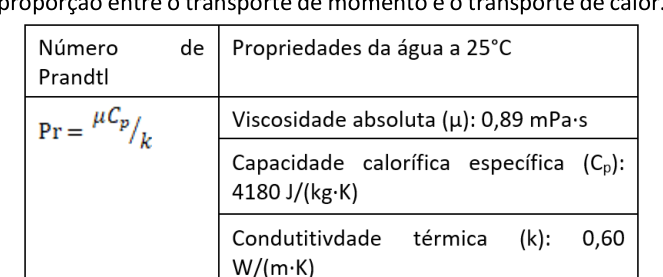 proporção entre o transporte de momento e o transporte de calor.
Número de Propriedades da água a 25°C
Prandtl
Pr = μCp/k
Viscosidade absoluta (μ): 0,89 mPa·s
Capacidade calorífica específica (Cp):
4180 J/(kg·K)
Condutitivdade térmica (k): 0,60
W/(m·K)